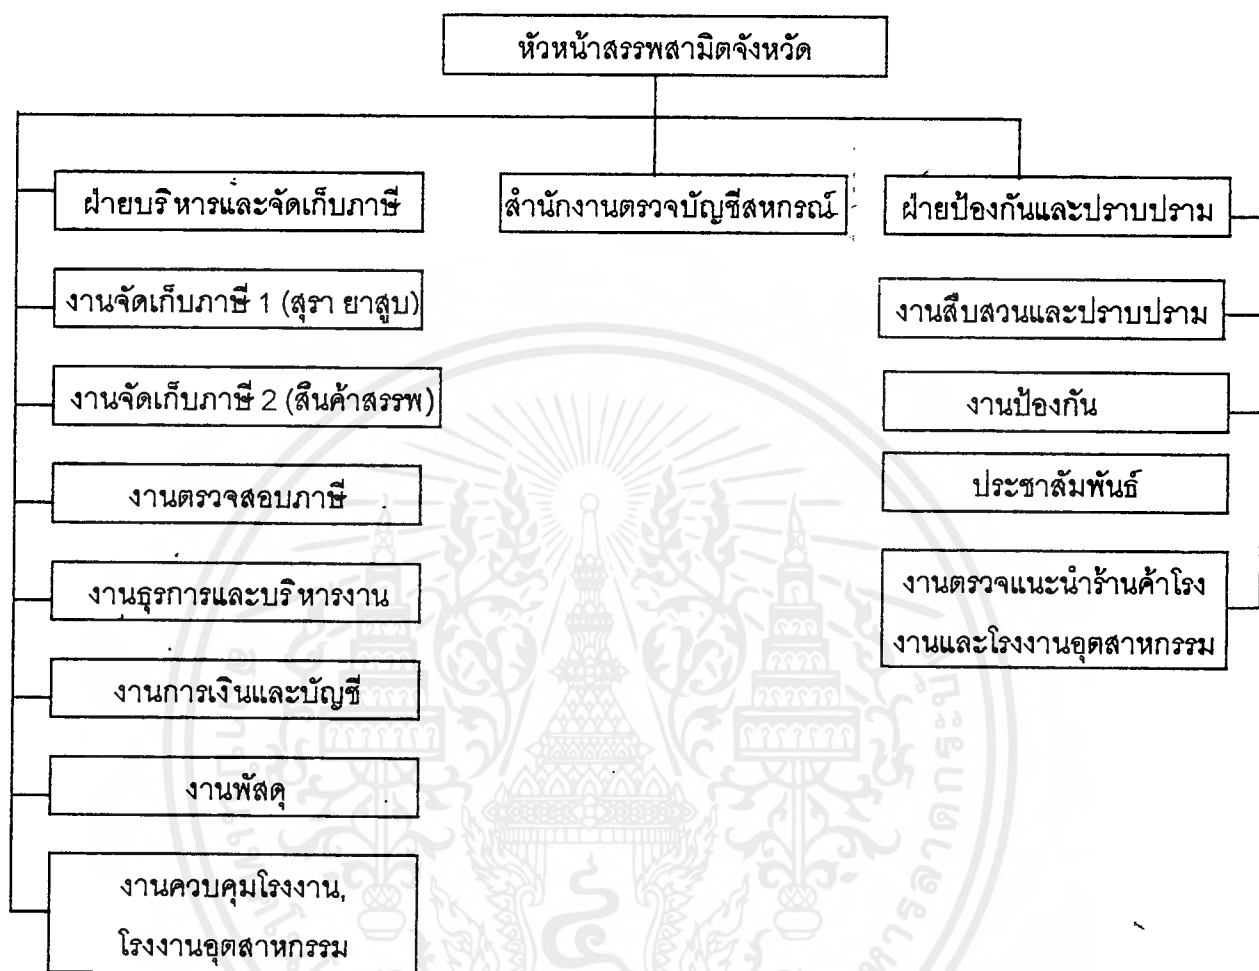 หัวหน้าสรรพสามิตจังหวัด
ฝ่ายบริหารและจัดเก็บภาษี
สำนักงานตรวจบัญชีสหกรณ์
ฝ่ายป้องกันและปราบปราม
งานจัดเก็บภาษี 1 (สุรา ยาสูบ)
งานสืบสวนและปราบปราม
งานจัดเก็บภาษี 2 (สินค้าสรรพ)
งานป้องกัน
งานตรวจสอบภาษี
ประชาสัมพันธ์
งานธุรการและบริหารงาน
งานตรวจแนะนำร้านค้าโรง
งานและโรงงานอุตสาหกรรม
งานการเงินและบัญชี
งานพัสดุ
งานควบคุมโรงงาน,
โรงงานอุตสาหกรรม